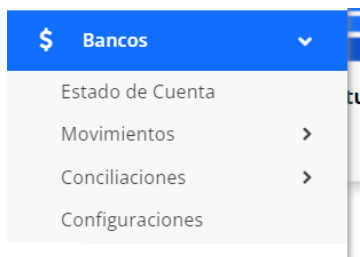 $ Bancos
Estado de Cuenta
Movimientos
Conciliaciones
Configuraciones